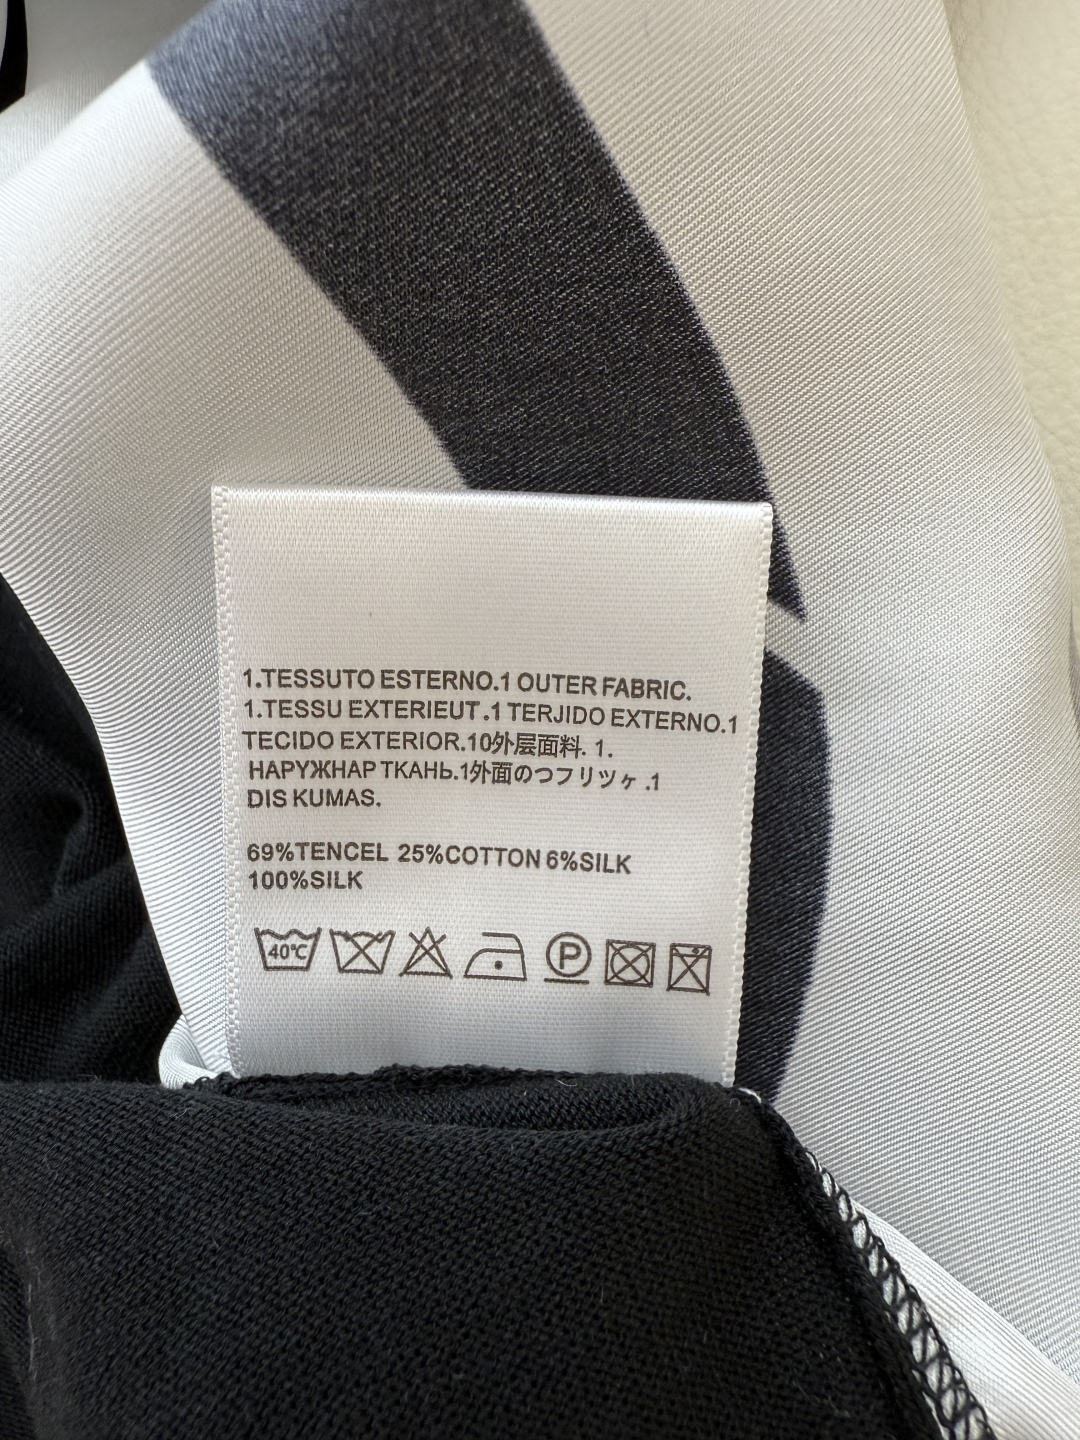 1.TESSUTO ESTERNO.1 OUTER FABRIC.
1.TESSU EXTERIEUT.1 TERJIDO EXTERNO.1
TECIDO EXTERIOR.10外层面料. 1.
НАРУЖНАР ТКАНЬ.1外面のつフリツヶ.1
DIS KUMAS.
69%TENCEL 25%COTTON 6%SILK
100%SILK
40℃ P